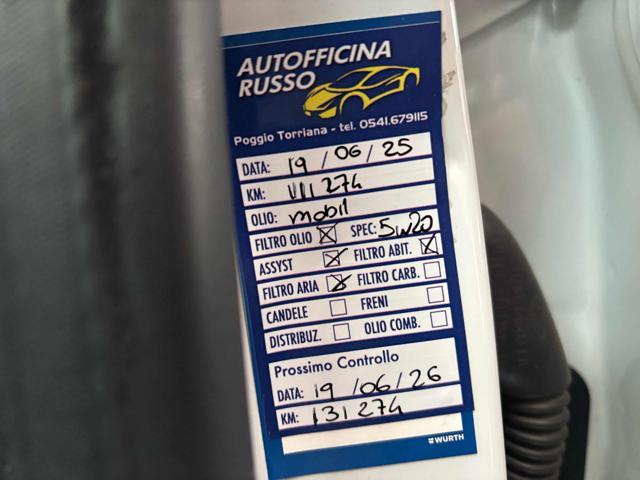 AUTOFFICINA
RUSSO
Poggio Torriana - tel. 0541.679115
DATA: 19/06/25
KM: 111274
OLIO: mobil
FILTRO OLIO SPEC: 5w20
ASSYST FILTRO ABIT.
FILTRO ARIA FILTRO CARB.
CANDELE FRENI
DISTRIBUZ. OLIO COMB.
Prossimo Controllo
DATA: 19/06/26
KM: 131274
WÜRTH